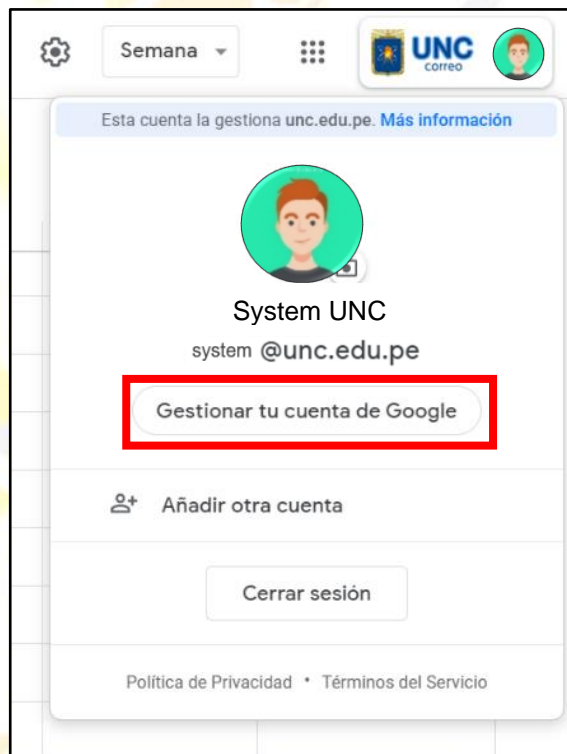 Semana
UNC
correo
Esta cuenta la gestiona unc.edu.pe. Más información
System UNC
system @unc.edu.pe
Gestionar tu cuenta de Google
Añadir otra cuenta
Cerrar sesión
Política de Privacidad • Términos del Servicio